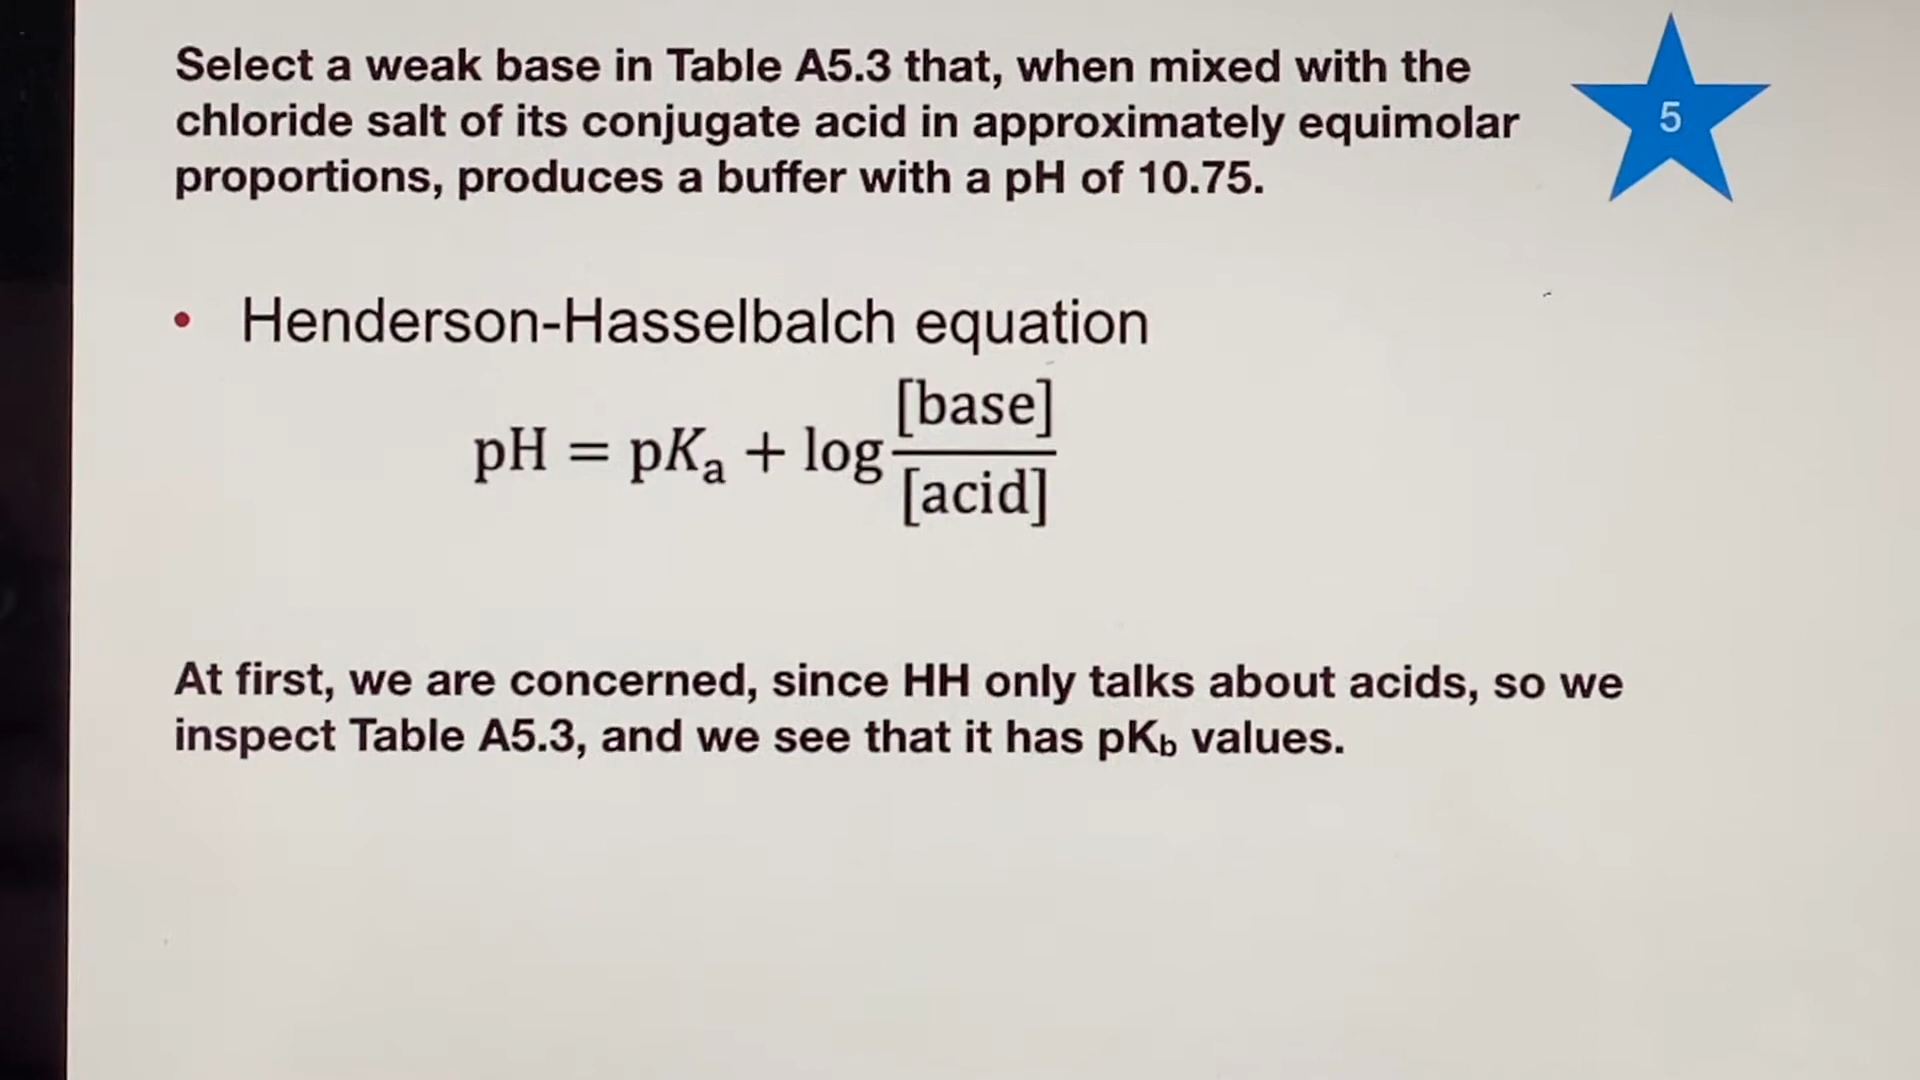 Select a weak base in Table A5.3 that, when mixed with the
chloride salt of its conjugate acid in approximately equimolar
proportions, produces a buffer with a pH of 10.75.
5
• Henderson-Hasselbalch equation
pH = pKₐ + log [base]/[acid]
At first, we are concerned, since HH only talks about acids, so we
inspect Table A5.3, and we see that it has pKb values.